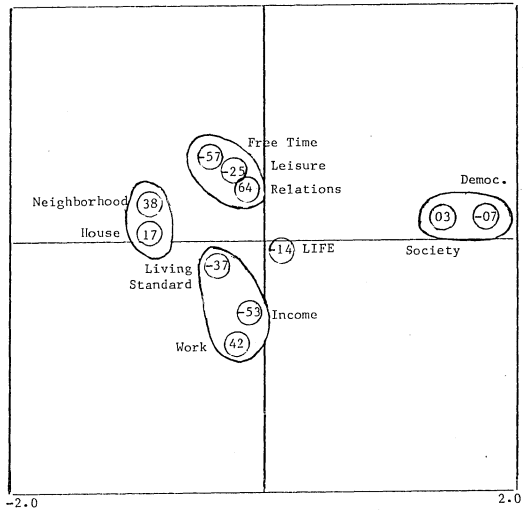 Free Time
-57
-25
Leisure
64
Relations
Democ.
Neighborhood
38
03
-07
House
17
-14
LIFE
Society
Living
Standard
-37
-53
Income
Work
42
-2.0
2.0